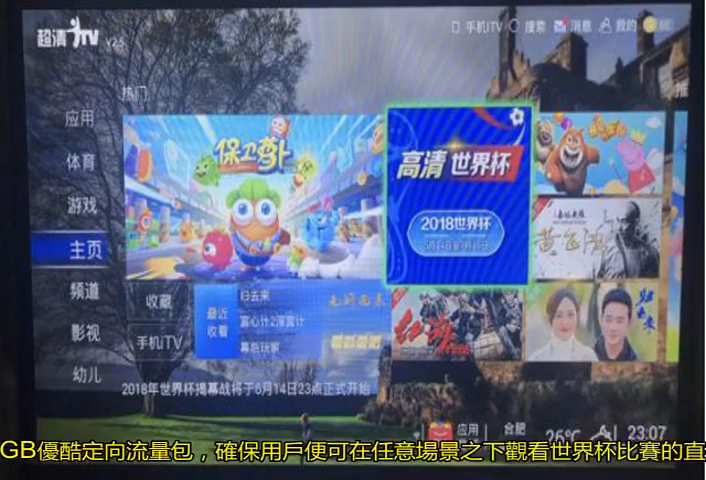 超清iTV V2.5
手机iTV 搜索 消息 我的
热门
应用
体育
游戏
主页
频道
影视
幼儿
保卫萝卜
高清 世界杯
2018世界杯
收藏
手机iTV
最近
收看
归去来
宫心计2深宫计
幕后玩家
归去来
2018年世界杯揭幕战将于6月14日23点正式开始
应用 合肥 26℃ 23:07
GB優酷定向流量包，確保用戶便可在任意場景之下觀看世界杯比賽的直